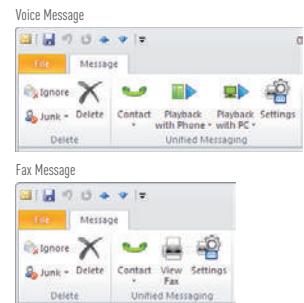 Voice Message
File Message
Ignore
Junk Delete Contact Playback with Phone Playback with PC Settings
Delete Unified Messaging
Fax Message
File Message
Ignore
Junk Delete Contact View Fax Settings
Delete Unified Messaging